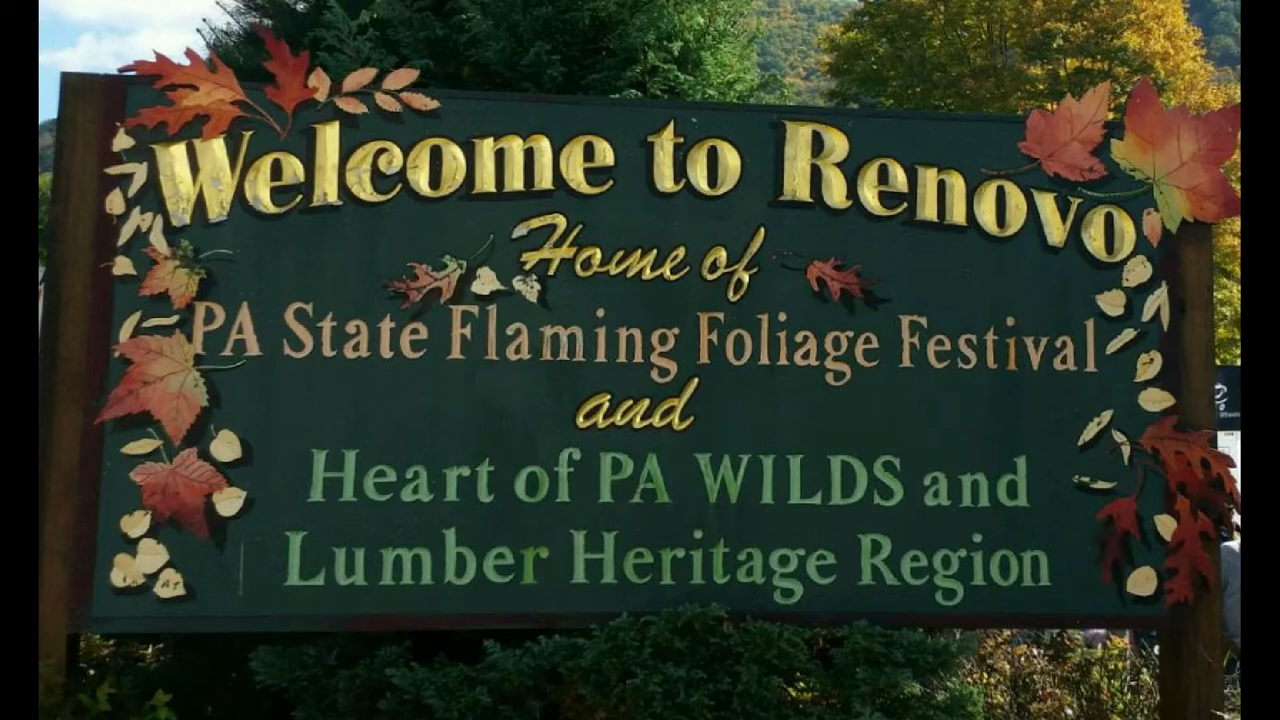 Welcome to Renovo
Home of
PA State Flaming Foliage Festival
and
Heart of PA WILDS and
Lumber Heritage Region